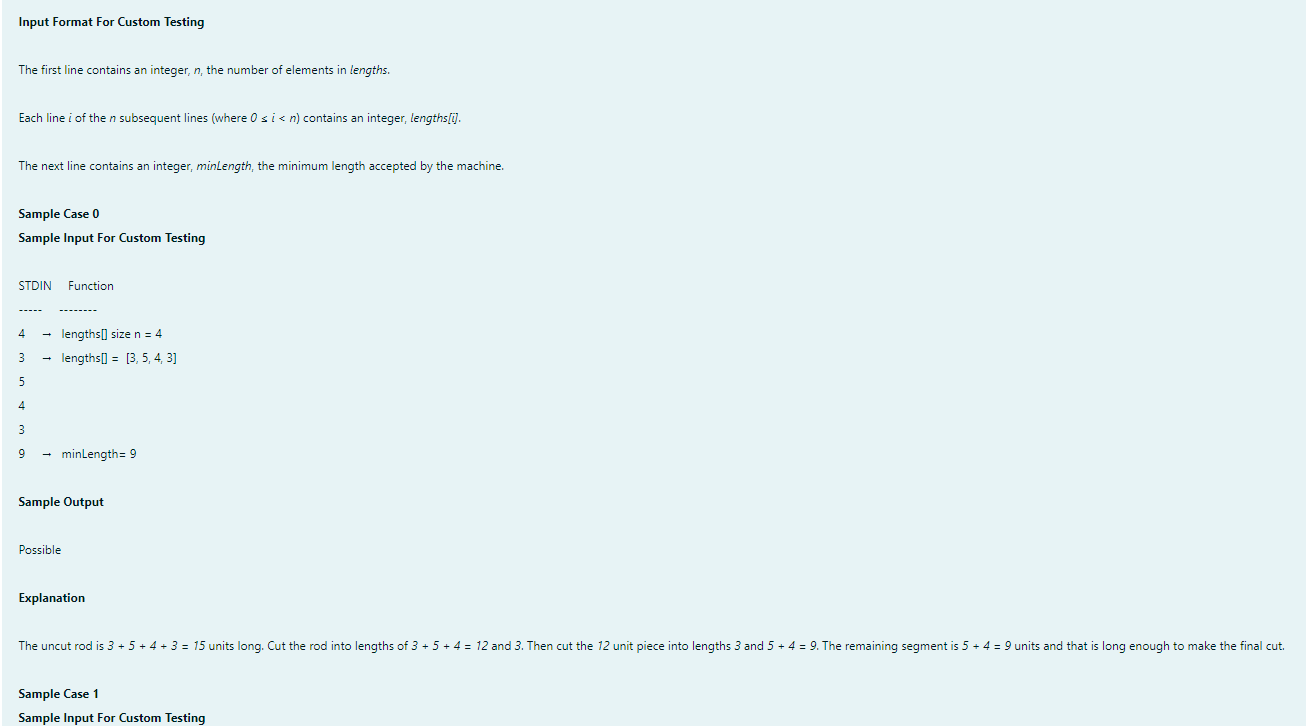 Input Format For Custom Testing
The first line contains an integer, n, the number of elements in lengths.
Each line i of the n subsequent lines (where 0 ≤ i < n) contains an integer, lengths[i].
The next line contains an integer, minLength, the minimum length accepted by the machine.
Sample Case 0
Sample Input For Custom Testing
STDIN Function
----- --------
4 → lengths[] size n = 4
3 → lengths[] = [3, 5, 4, 3]
5
4
3
9 → minLength= 9
Sample Output
Possible
Explanation
The uncut rod is 3 + 5 + 4 + 3 = 15 units long. Cut the rod into lengths of 3 + 5 + 4 = 12 and 3. Then cut the 12 unit piece into lengths 3 and 5 + 4 = 9. The remaining segment is 5 + 4 = 9 units and that is long enough to make the final cut.
Sample Case 1
Sample Input For Custom Testing